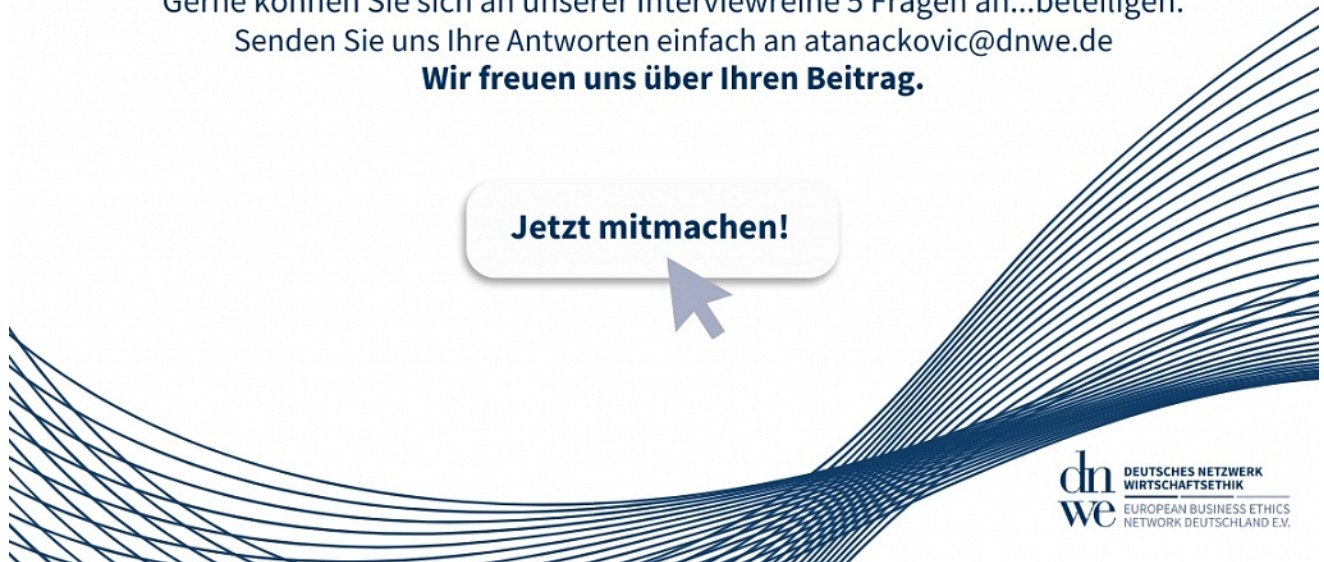 Gerne können Sie sich an unserer Interviewreihe 5 Fragen an...beteiligen.
Senden Sie uns Ihre Antworten einfach an atanackovic@dnwe.de
Wir freuen uns über Ihren Beitrag.
Jetzt mitmachen!
dn
we
DEUTSCHES NETZWERK
WIRTSCHAFTSETHIK
EUROPEAN BUSINESS ETHICS
NETWORK DEUTSCHLAND E.V.